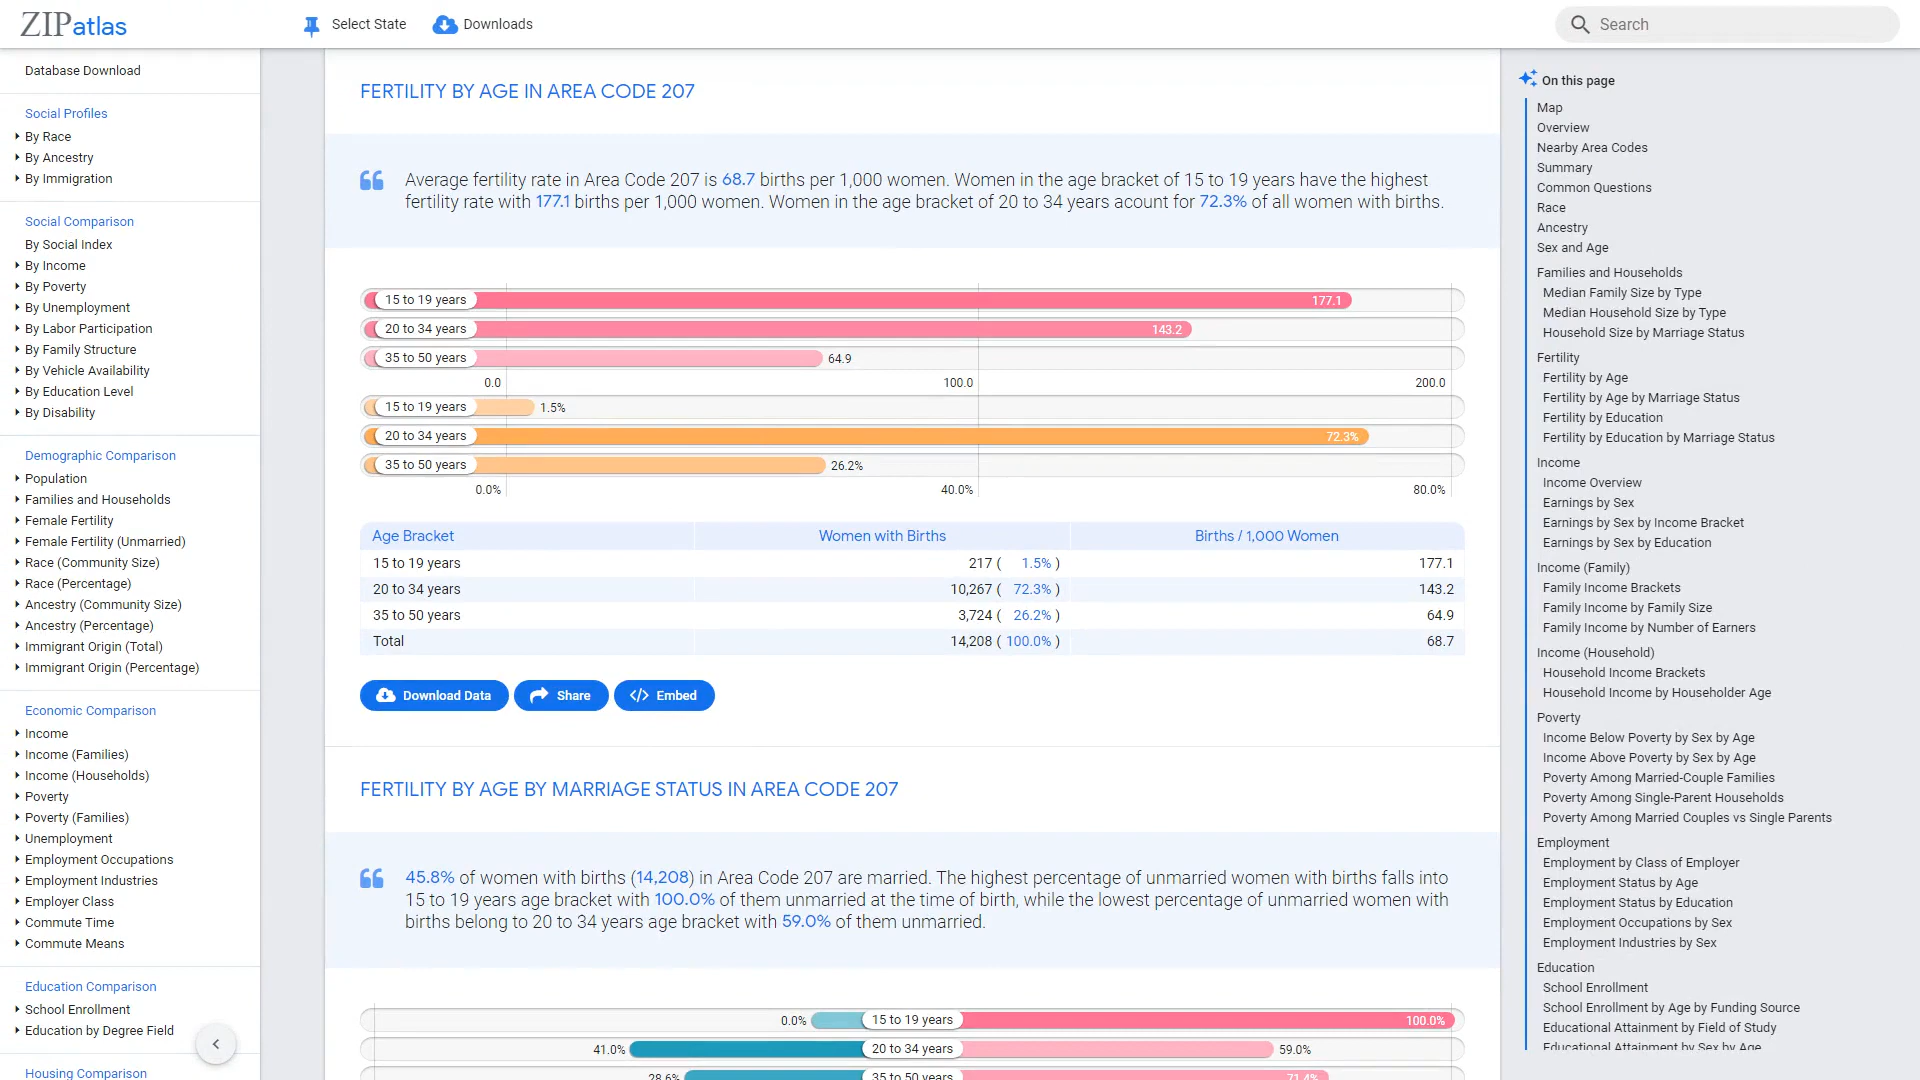 ZIPatlas
Select State
Downloads
Search
Database Download
Social Profiles
By Race
By Ancestry
By Immigration
Social Comparison
By Social Index
By Income
By Poverty
By Unemployment
By Labor Participation
By Family Structure
By Vehicle Availability
By Education Level
By Disability
Demographic Comparison
Population
Families and Households
Female Fertility
Female Fertility (Unmarried)
Race (Community Size)
Race (Percentage)
Ancestry (Community Size)
Ancestry (Percentage)
Immigrant Origin (Total)
Immigrant Origin (Percentage)
Economic Comparison
Income
Income (Families)
Income (Households)
Poverty
Poverty (Families)
Unemployment
Employment Occupations
Employment Industries
Employer Class
Commute Time
Commute Means
Education Comparison
School Enrollment
Education by Degree Field
Housing Comparison
FERTILITY BY AGE IN AREA CODE 207
Average fertility rate in Area Code 207 is 68.7 births per 1,000 women. Women in the age bracket of 15 to 19 years have the highest
fertility rate with 177.1 births per 1,000 women. Women in the age bracket of 20 to 34 years acount for 72.3% of all women with births.
15 to 19 years 177.1
20 to 34 years 143.2
35 to 50 years 64.9
0.0 100.0 200.0
15 to 19 years 1.5%
20 to 34 years 72.3%
35 to 50 years 26.2%
0.0% 40.0% 80.0%
Age Bracket Women with Births Births / 1,000 Women
15 to 19 years 217 ( 1.5% ) 177.1
20 to 34 years 10,267 ( 72.3% ) 143.2
35 to 50 years 3,724 ( 26.2% ) 64.9
Total 14,208 ( 100.0% ) 68.7
Download Data
Share
Embed
FERTILITY BY AGE BY MARRIAGE STATUS IN AREA CODE 207
45.8% of women with births (14,208) in Area Code 207 are married. The highest percentage of unmarried women with births falls into
15 to 19 years age bracket with 100.0% of them unmarried at the time of birth, while the lowest percentage of unmarried women with
births belong to 20 to 34 years age bracket with 59.0% of them unmarried.
0.0% 15 to 19 years 100.0%
41.0% 20 to 34 years 59.0%
28.6% 35 to 50 years 71.4%
On this page
Map
Overview
Nearby Area Codes
Summary
Common Questions
Race
Ancestry
Sex and Age
Families and Households
Median Family Size by Type
Median Household Size by Type
Household Size by Marriage Status
Fertility
Fertility by Age
Fertility by Age by Marriage Status
Fertility by Education
Fertility by Education by Marriage Status
Income
Income Overview
Earnings by Sex
Earnings by Sex by Income Bracket
Earnings by Sex by Education
Income (Family)
Family Income Brackets
Family Income by Family Size
Family Income by Number of Earners
Income (Household)
Household Income Brackets
Household Income by Householder Age
Poverty
Income Below Poverty by Sex by Age
Income Above Poverty by Sex by Age
Poverty Among Married-Couple Families
Poverty Among Single-Parent Households
Poverty Among Married Couples vs Single Parents
Employment
Employment by Class of Employer
Employment Status by Age
Employment Status by Education
Employment Occupations by Sex
Employment Industries by Sex
Education
School Enrollment
School Enrollment by Age by Funding Source
Educational Attainment by Field of Study
Educational Attainment by Sex by Age